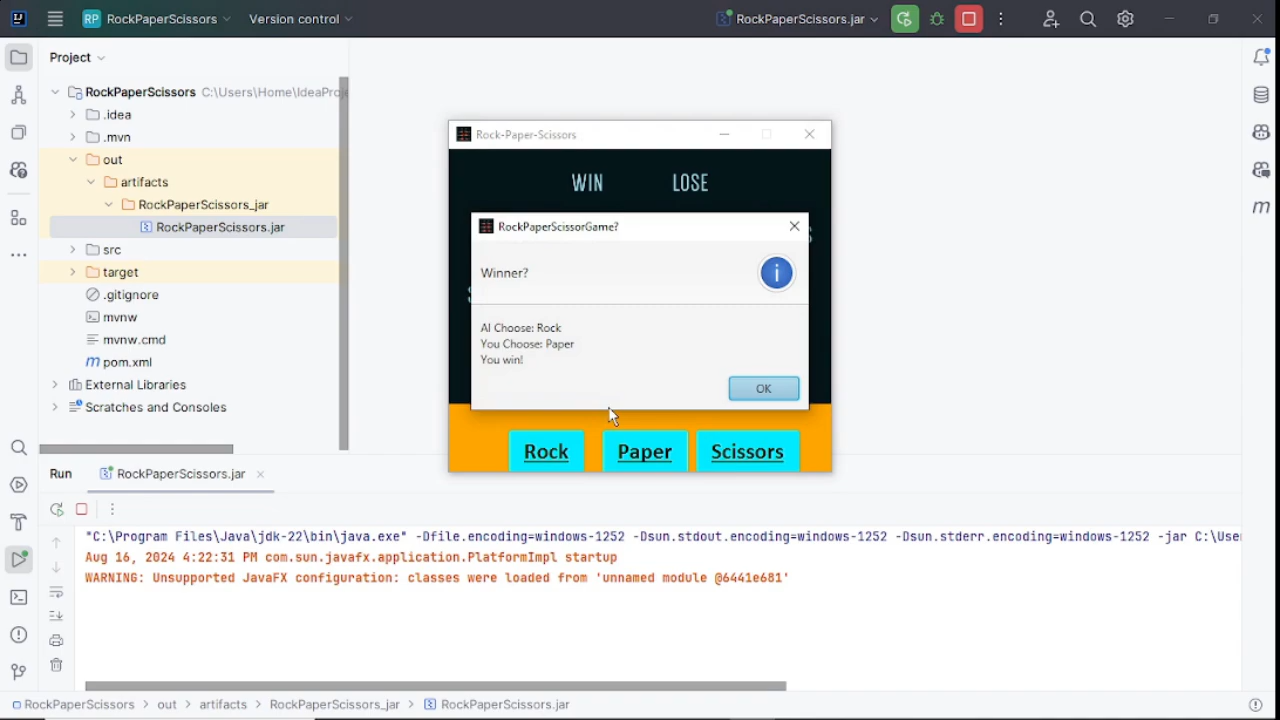 RP RockPaperScissors Version control RockPaperScissors.jar
Project
RockPaperScissors C:\Users\Home\IdeaProje
.idea
.mvn
out
artifacts
RockPaperScissors_jar
RockPaperScissors.jar
src
target
.gitignore
mvnw
mvnw.cmd
m pom.xml
External Libraries
Scratches and Consoles
Rock-Paper-Scissors
WIN LOSE
RockPaperScissorGame?
Winner?
AI Choose: Rock
You Choose: Paper
You win!
OK
Rock Paper Scissors
m
Run RockPaperScissors.jar
"C:\Program Files\Java\jdk-22\bin\java.exe" -Dfile.encoding=windows-1252 -Dsun.stdout.encoding=windows-1252 -Dsun.stderr.encoding=windows-1252 -jar C:\Use
Aug 16, 2024 4:22:31 PM com.sun.javafx.application.PlatformImpl startup
WARNING: Unsupported JavaFX configuration: classes were loaded from 'unnamed module @6441e681'
RockPaperScissors > out > artifacts > RockPaperScissors_jar > RockPaperScissors.jar